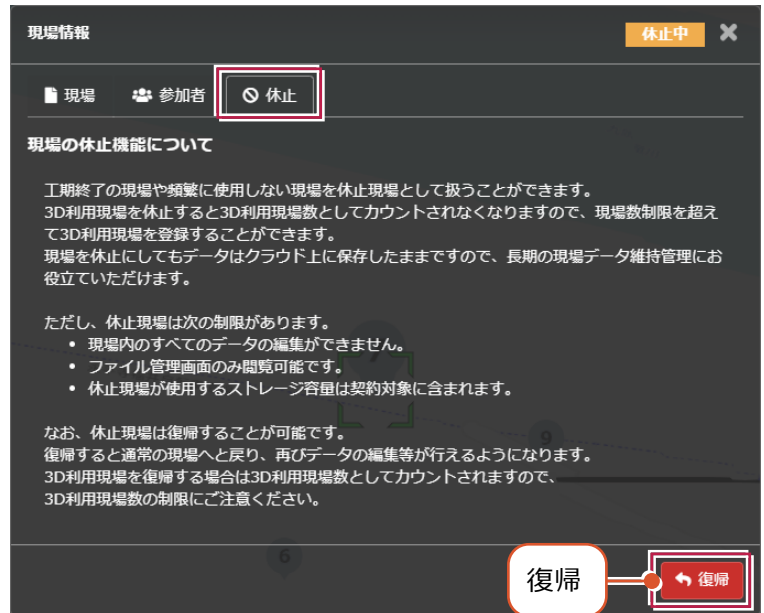 現場情報
休止中
現場
参加者
休止
現場の休止機能について
工期終了の現場や頻繁に使用しない現場を休止現場として扱うことができます。
3D利用現場を休止すると3D利用現場数としてカウントされなくなりますので、現場数制限を超え
て3D利用現場を登録することができます。
現場を休止にしてもデータはクラウド上に保存したままですので、長期の現場データ維持管理にお
役立ていただけます。
ただし、休止現場は次の制限があります。
• 現場内のすべてのデータの編集ができません。
• ファイル管理画面のみ閲覧可能です。
• 休止現場が使用するストレージ容量は契約対象に含まれます。
なお、休止現場は復帰することが可能です。
復帰すると通常の現場へと戻り、再びデータの編集等が行えるようになります。
3D利用現場を復帰する場合は3D利用現場数としてカウントされますので、
3D利用現場数の制限にご注意ください。
7
9
6
復帰
復帰